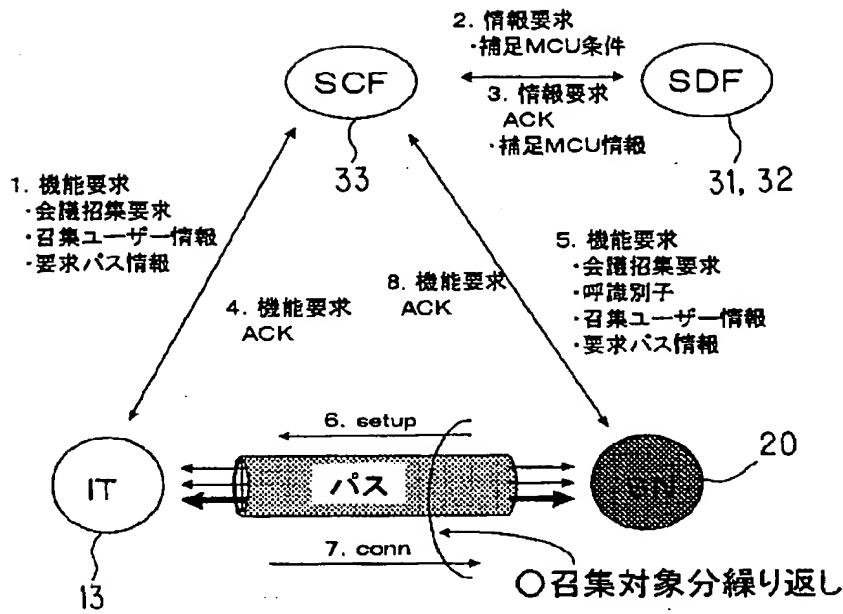 2. 情報要求
・補足MCU条件
SCF
SDF
3. 情報要求
ACK
・補足MCU情報
33
31, 32
1. 機能要求
・会議招集要求
・召集ユーザー情報
・要求パス情報
5. 機能要求
・会議招集要求
・呼識別子
・召集ユーザー情報
・要求パス情報
4. 機能要求
ACK
8. 機能要求
ACK
6. setup
20
IT
パス
7. conn
13
○召集対象分繰り返し